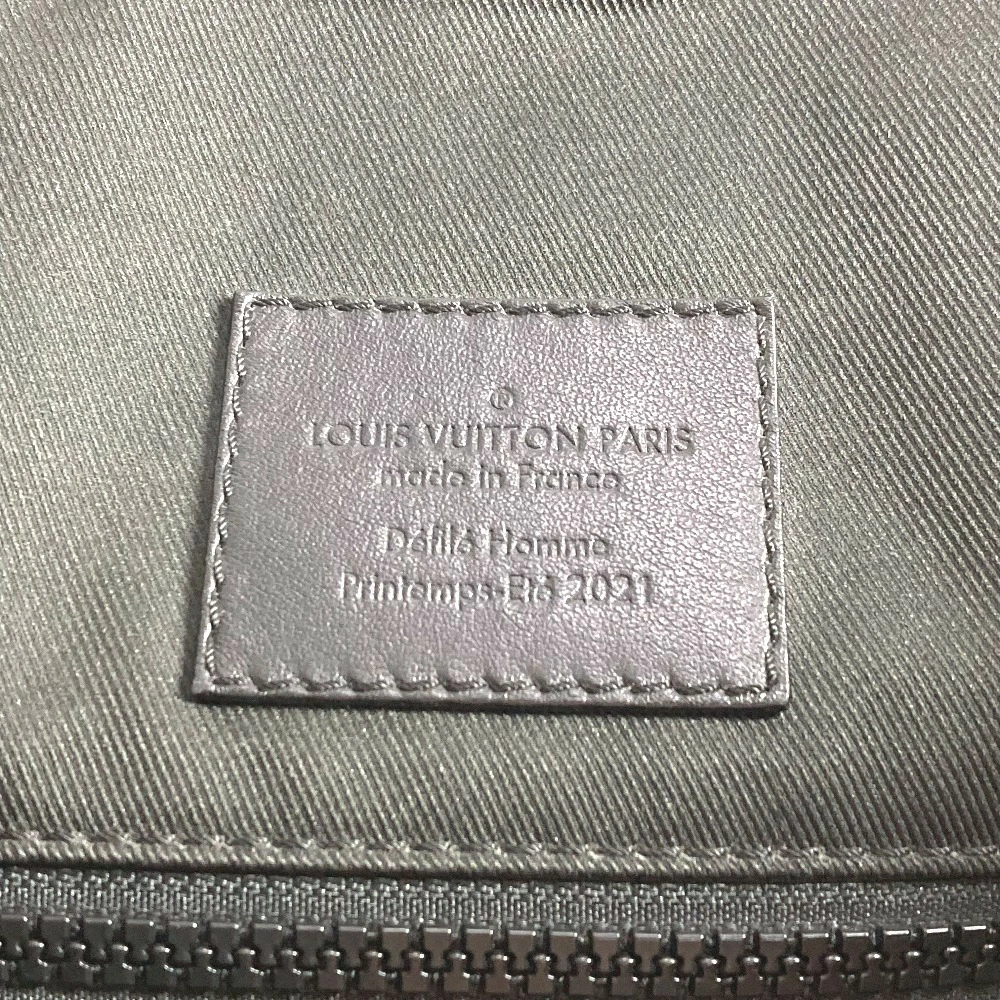 ®
LOUIS VUITTON PARIS
made in France
Défilé Homme
Printemps-Eté 2021